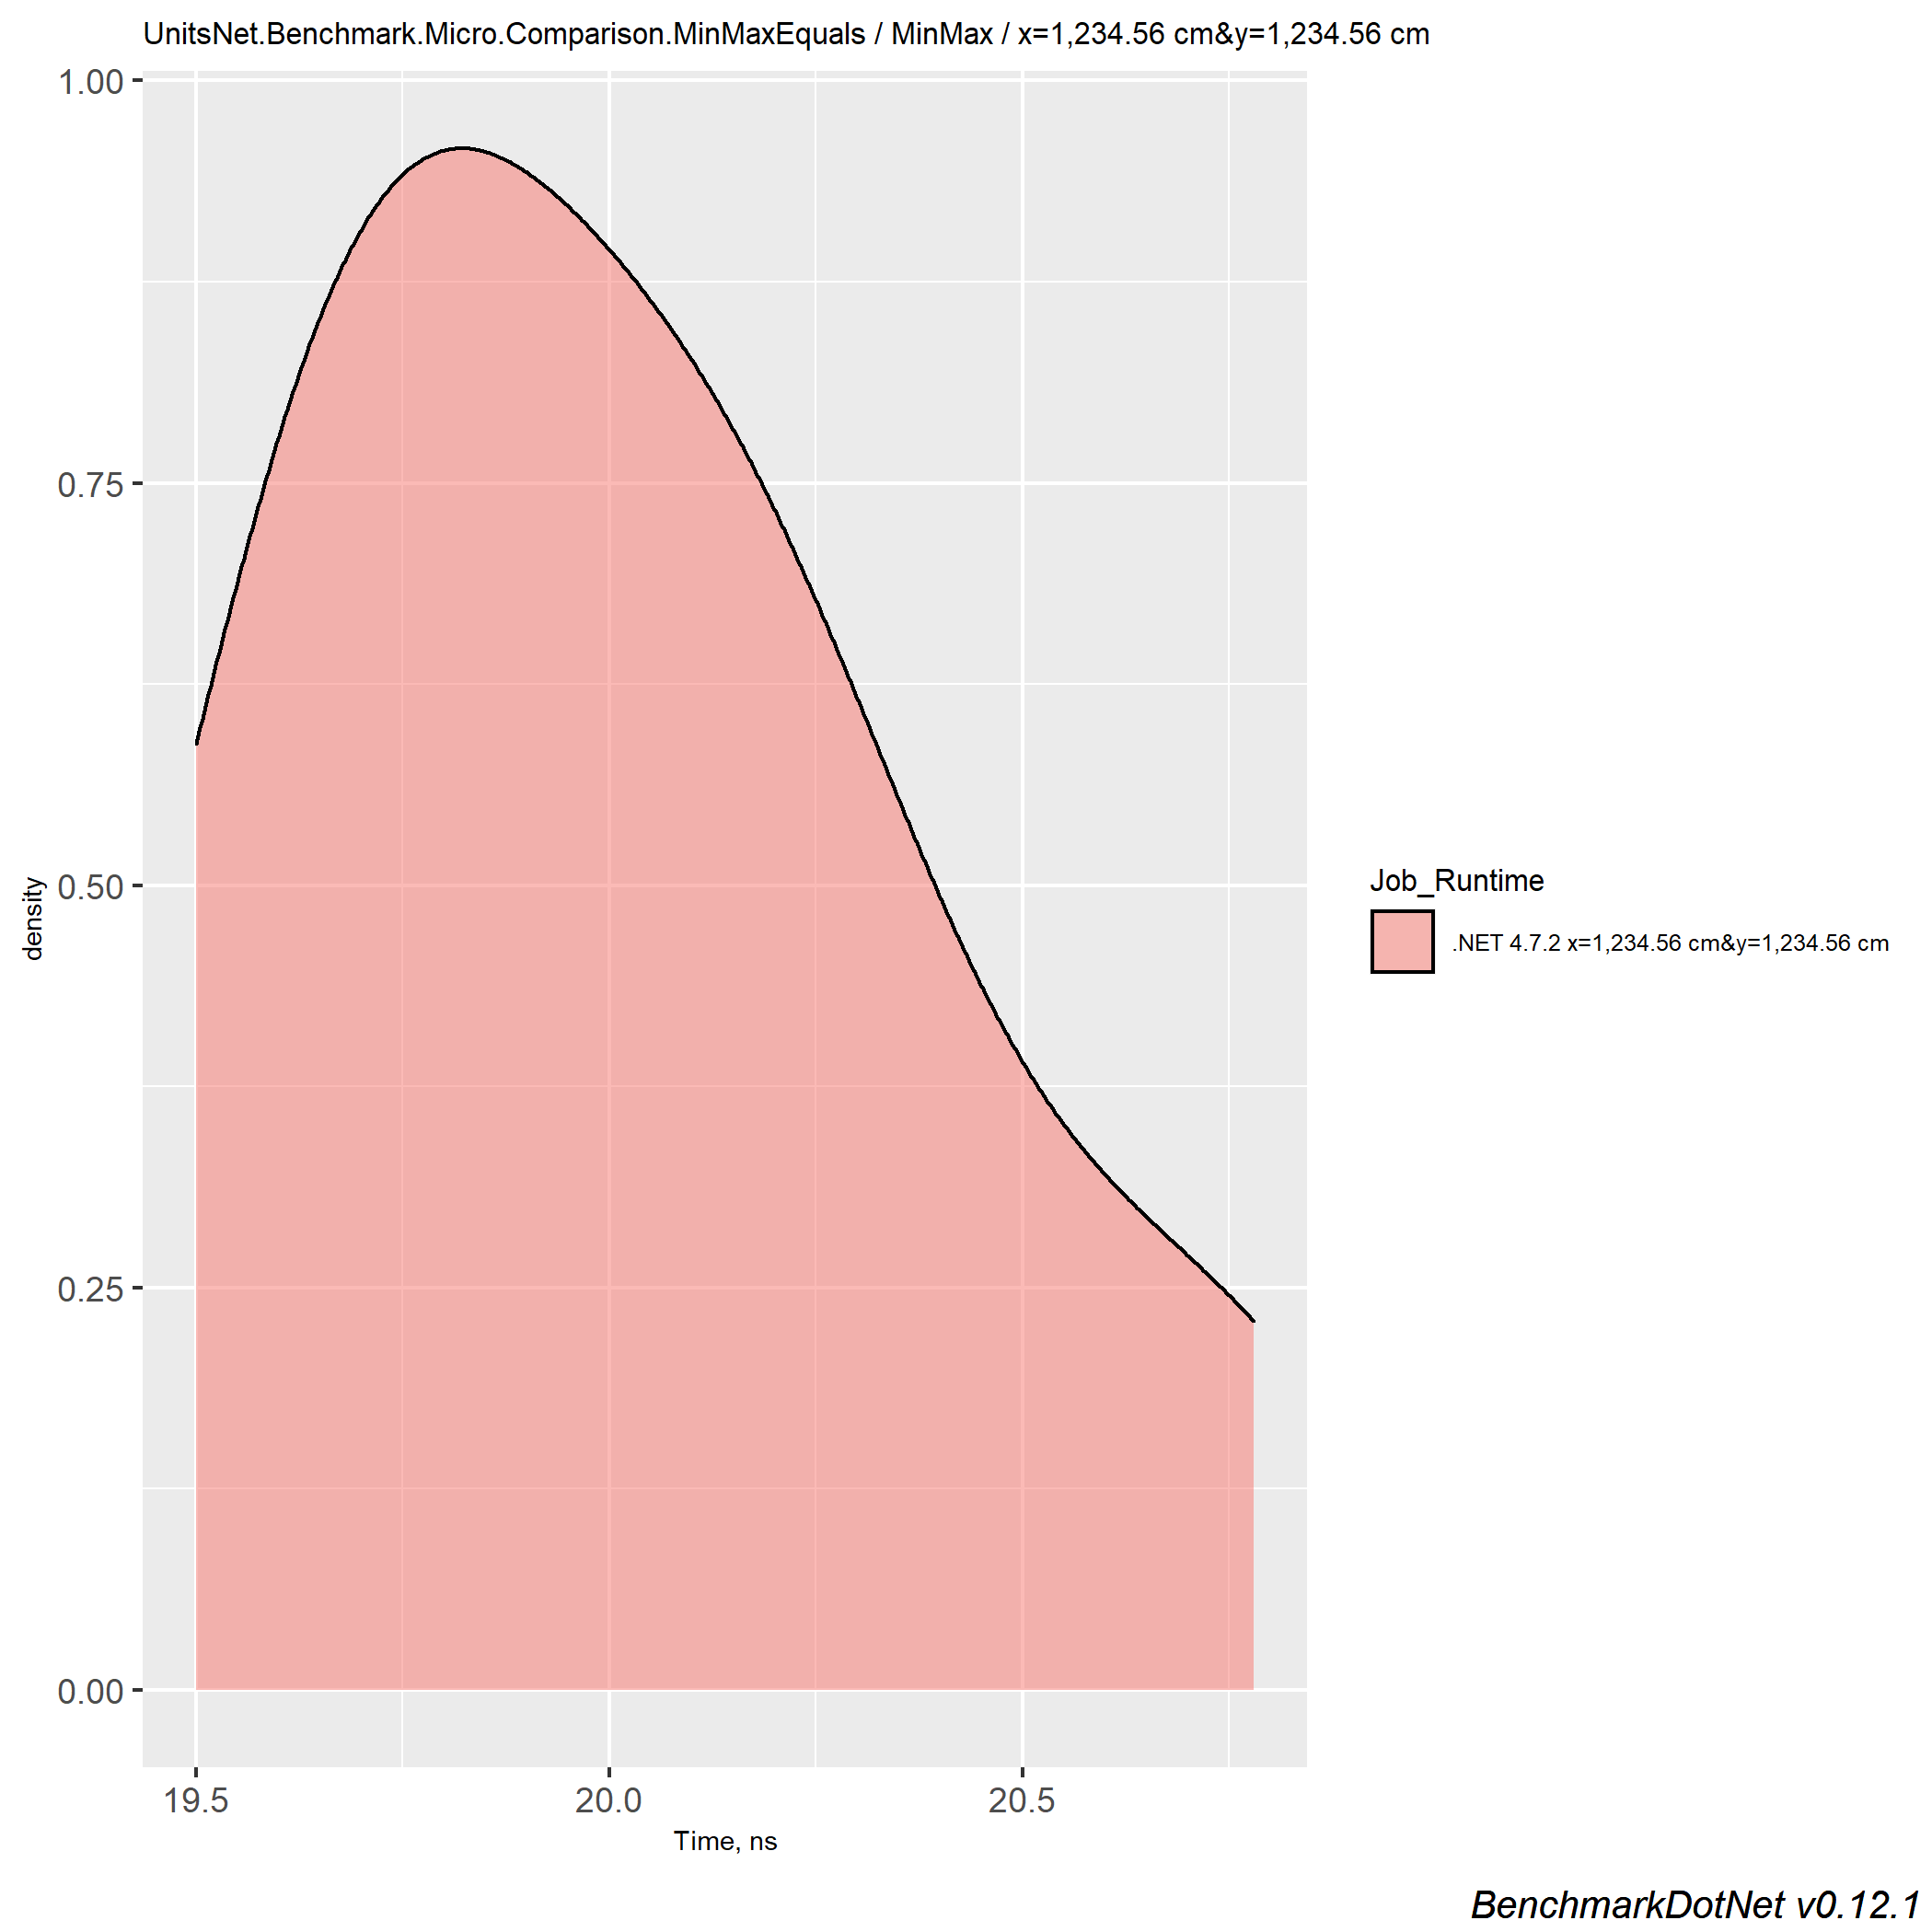 UnitsNet.Benchmark.Micro.Comparison.MinMaxEquals / MinMax / x=1,234.56 cm&y=1,234.56 cm
1.00
0.75
0.50
0.25
0.00
density
19.5 20.0 20.5
Time, ns
Job_Runtime
.NET 4.7.2 x=1,234.56 cm&y=1,234.56 cm
BenchmarkDotNet v0.12.1